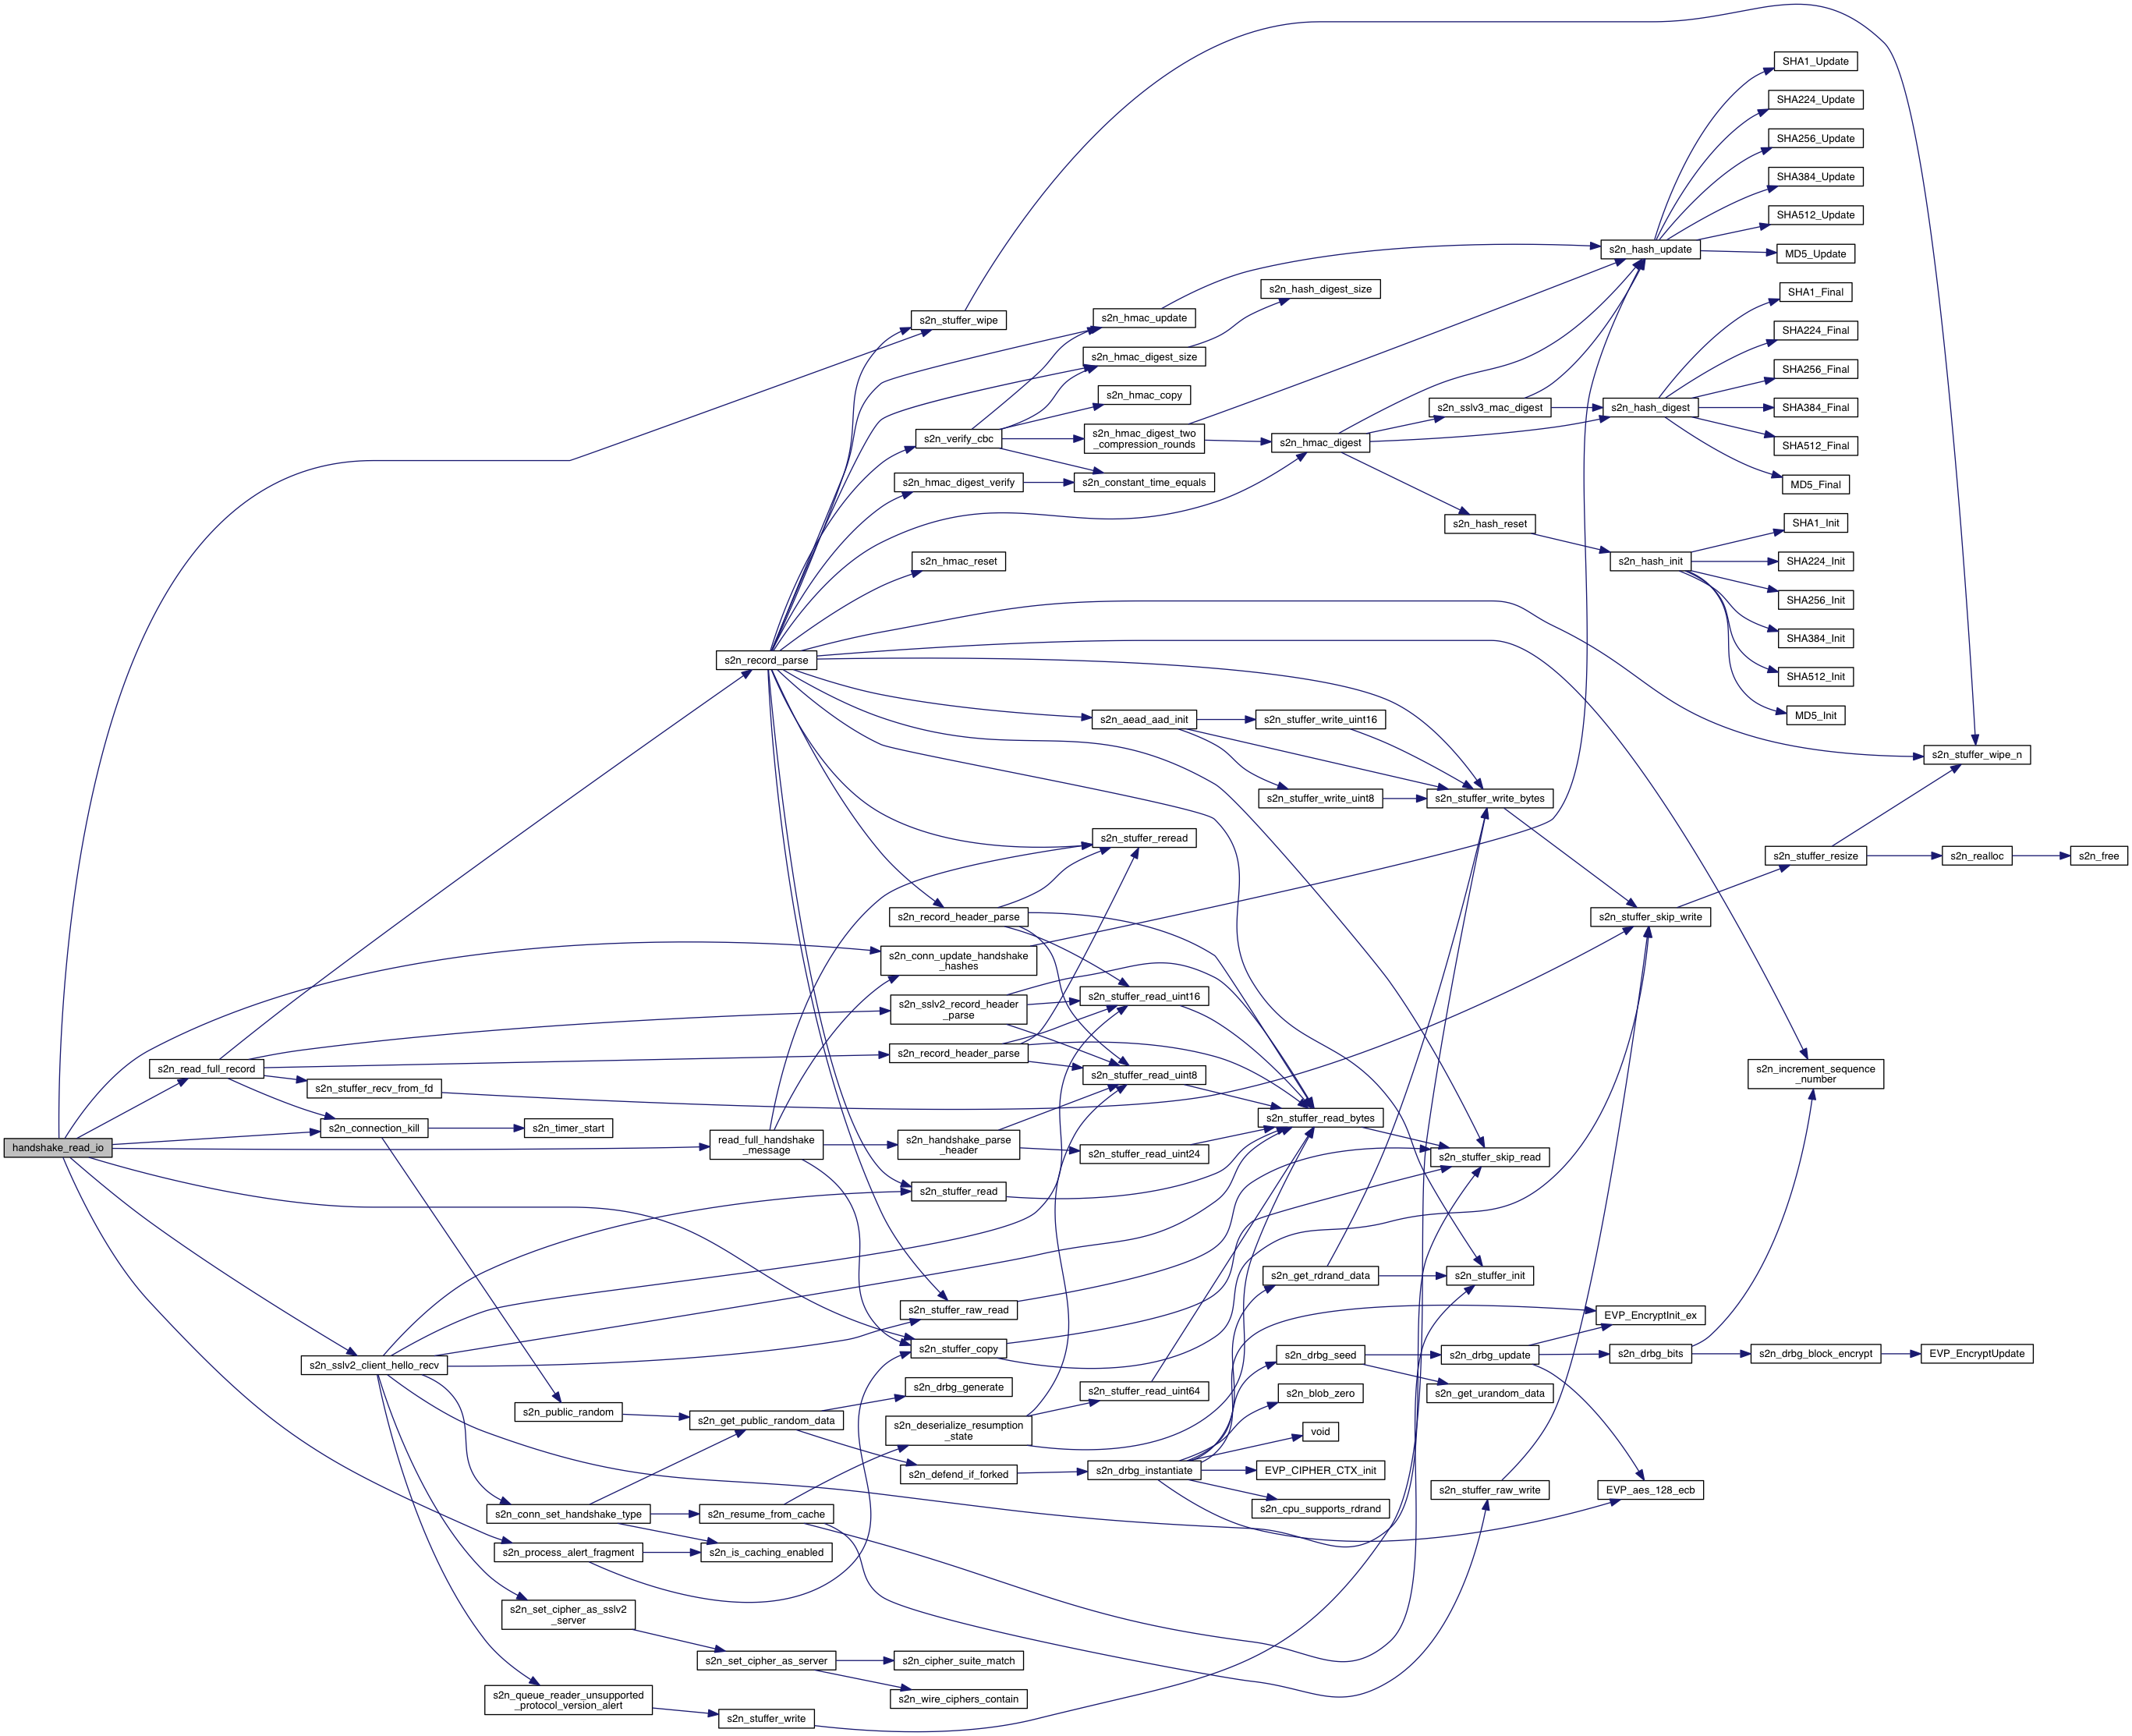 SHA1_Update
SHA224_Update
SHA256_Update
SHA384_Update
SHA512_Update
s2n_hash_update
MD5_Update
s2n_hash_digest_size
SHA1_Final
s2n_stuffer_wipe
s2n_hmac_update
SHA224_Final
s2n_hmac_digest_size
SHA256_Final
s2n_hmac_copy
s2n_sslv3_mac_digest
s2n_hash_digest
SHA384_Final
s2n_verify_cbc
s2n_hmac_digest_two
_compression_rounds
s2n_hmac_digest
SHA512_Final
s2n_hmac_digest_verify
s2n_constant_time_equals
MD5_Final
s2n_hash_reset
SHA1_Init
s2n_hmac_reset
s2n_hash_init
SHA224_Init
SHA256_Init
SHA384_Init
s2n_record_parse
SHA512_Init
s2n_aead_aad_init
s2n_stuffer_write_uint16
MD5_Init
s2n_stuffer_wipe_n
s2n_stuffer_write_uint8
s2n_stuffer_write_bytes
s2n_stuffer_reread
s2n_stuffer_resize
s2n_realloc
s2n_free
s2n_record_header_parse
s2n_stuffer_skip_write
s2n_conn_update_handshake
_hashes
s2n_sslv2_record_header
_parse
s2n_stuffer_read_uint16
s2n_read_full_record
s2n_record_header_parse
s2n_stuffer_read_uint8
s2n_increment_sequence
_number
s2n_stuffer_recv_from_fd
s2n_stuffer_read_bytes
s2n_connection_kill
s2n_timer_start
handshake_read_io
read_full_handshake
_message
s2n_handshake_parse
_header
s2n_stuffer_read_uint24
s2n_stuffer_skip_read
s2n_stuffer_read
s2n_get_rdrand_data
s2n_stuffer_init
s2n_stuffer_raw_read
EVP_EncryptInit_ex
s2n_stuffer_copy
s2n_sslv2_client_hello_recv
s2n_drbg_seed
s2n_drbg_update
s2n_drbg_bits
s2n_drbg_block_encrypt
EVP_EncryptUpdate
s2n_drbg_generate
s2n_stuffer_read_uint64
s2n_blob_zero
s2n_get_urandom_data
s2n_public_random
s2n_get_public_random_data
s2n_deserialize_resumption
_state
void
s2n_defend_if_forked
s2n_drbg_instantiate
EVP_CIPHER_CTX_init
s2n_stuffer_raw_write
EVP_aes_128_ecb
s2n_conn_set_handshake_type
s2n_resume_from_cache
s2n_cpu_supports_rdrand
s2n_process_alert_fragment
s2n_is_caching_enabled
s2n_set_cipher_as_sslv2
_server
s2n_set_cipher_as_server
s2n_cipher_suite_match
s2n_queue_reader_unsupported
_protocol_version_alert
s2n_wire_ciphers_contain
s2n_stuffer_write